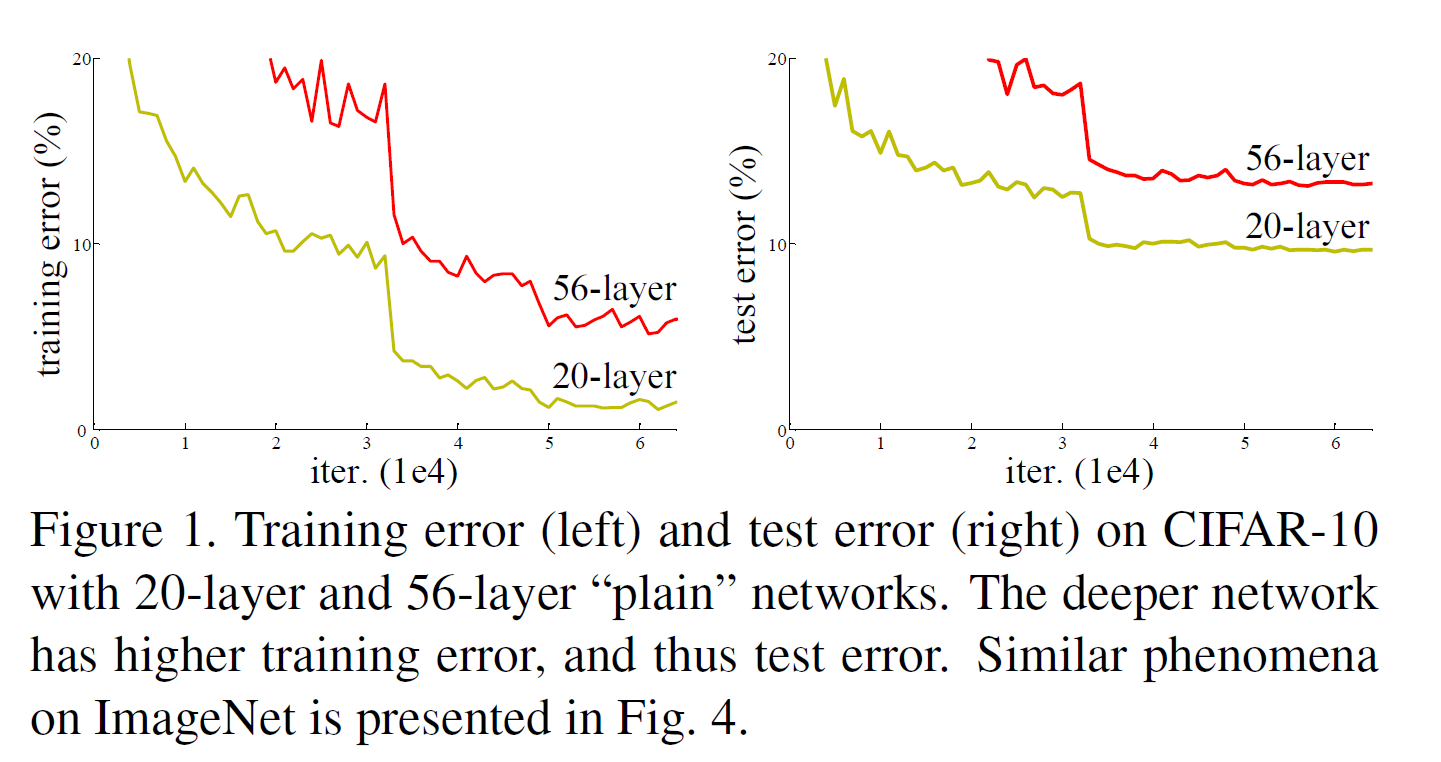 20
10
0
training error (%)
0 1 2 3 4 5 6
iter. (1e4)
56-layer
20-layer
20
10
0
test error (%)
0 1 2 3 4 5 6
iter. (1e4)
56-layer
20-layer
Figure 1. Training error (left) and test error (right) on CIFAR-10
with 20-layer and 56-layer “plain” networks. The deeper network
has higher training error, and thus test error. Similar phenomena
on ImageNet is presented in Fig. 4.